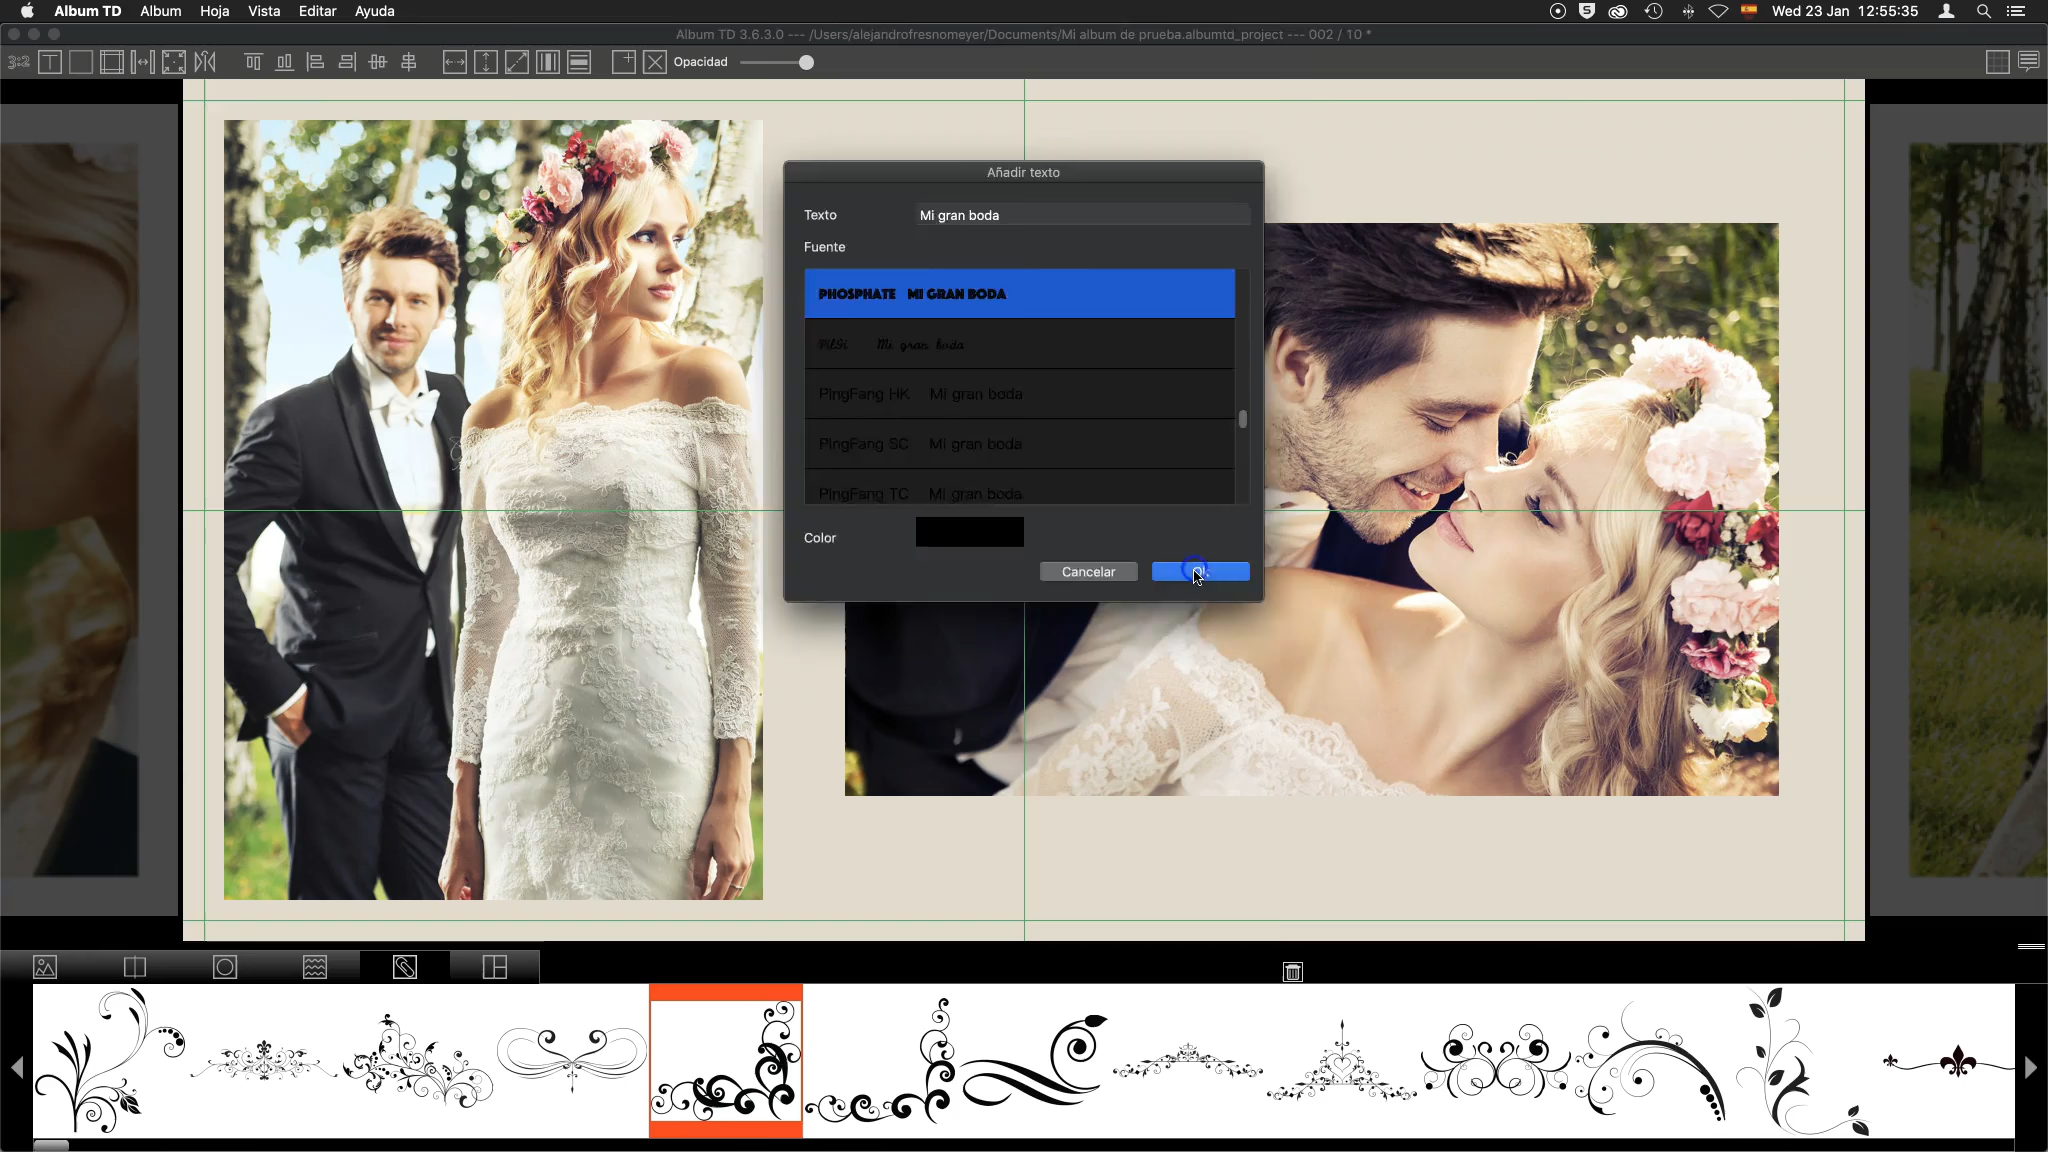 Album TD Album Hoja Vista Editar Ayuda Wed 23 Jan 12:55:35
Album TD 3.6.3.0 --- /Users/alejandrofresnomeyer/Documents/Mi album de prueba.albumtd_project --- 002 / 10 *
3:2 Opacidad
Añadir texto
Texto Mi gran boda
Fuente
PHOSPHATE MI GRAN BODA
PilGi Mi gran boda
PingFang HK Mi gran boda
PingFang SC Mi gran boda
PingFang TC Mi gran boda
Color
Cancelar